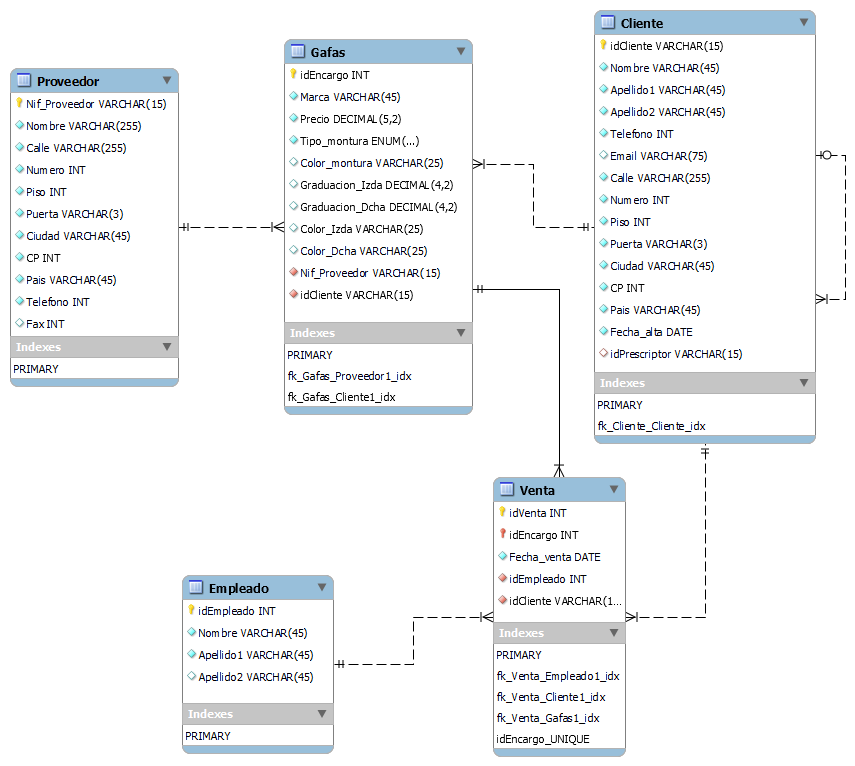 Proveedor
Nif_Proveedor VARCHAR(15)
Nombre VARCHAR(255)
Calle VARCHAR(255)
Numero INT
Piso INT
Puerta VARCHAR(3)
Ciudad VARCHAR(45)
CP INT
Pais VARCHAR(45)
Telefono INT
Fax INT
Indexes
PRIMARY
Gafas
idEncargo INT
Marca VARCHAR(45)
Precio DECIMAL(5,2)
Tipo_montura ENUM(...)
Color_montura VARCHAR(25)
Graduacion_Izda DECIMAL(4,2)
Graduacion_Dcha DECIMAL(4,2)
Color_Izda VARCHAR(25)
Color_Dcha VARCHAR(25)
Nif_Proveedor VARCHAR(15)
idCliente VARCHAR(15)
Indexes
PRIMARY
fk_Gafas_Proveedor1_idx
fk_Gafas_Cliente1_idx
Cliente
idCliente VARCHAR(15)
Nombre VARCHAR(45)
Apellido1 VARCHAR(45)
Apellido2 VARCHAR(45)
Telefono INT
Email VARCHAR(75)
Calle VARCHAR(255)
Numero INT
Piso INT
Puerta VARCHAR(3)
Ciudad VARCHAR(45)
CP INT
Pais VARCHAR(45)
Fecha_alta DATE
idPrescriptor VARCHAR(15)
Indexes
PRIMARY
fk_Cliente_Cliente_idx
Venta
idVenta INT
idEncargo INT
Fecha_venta DATE
idEmpleado INT
idCliente VARCHAR(1...
Indexes
PRIMARY
fk_Venta_Empleado1_idx
fk_Venta_Cliente1_idx
fk_Venta_Gafas1_idx
idEncargo_UNIQUE
Empleado
idEmpleado INT
Nombre VARCHAR(45)
Apellido1 VARCHAR(45)
Apellido2 VARCHAR(45)
Indexes
PRIMARY